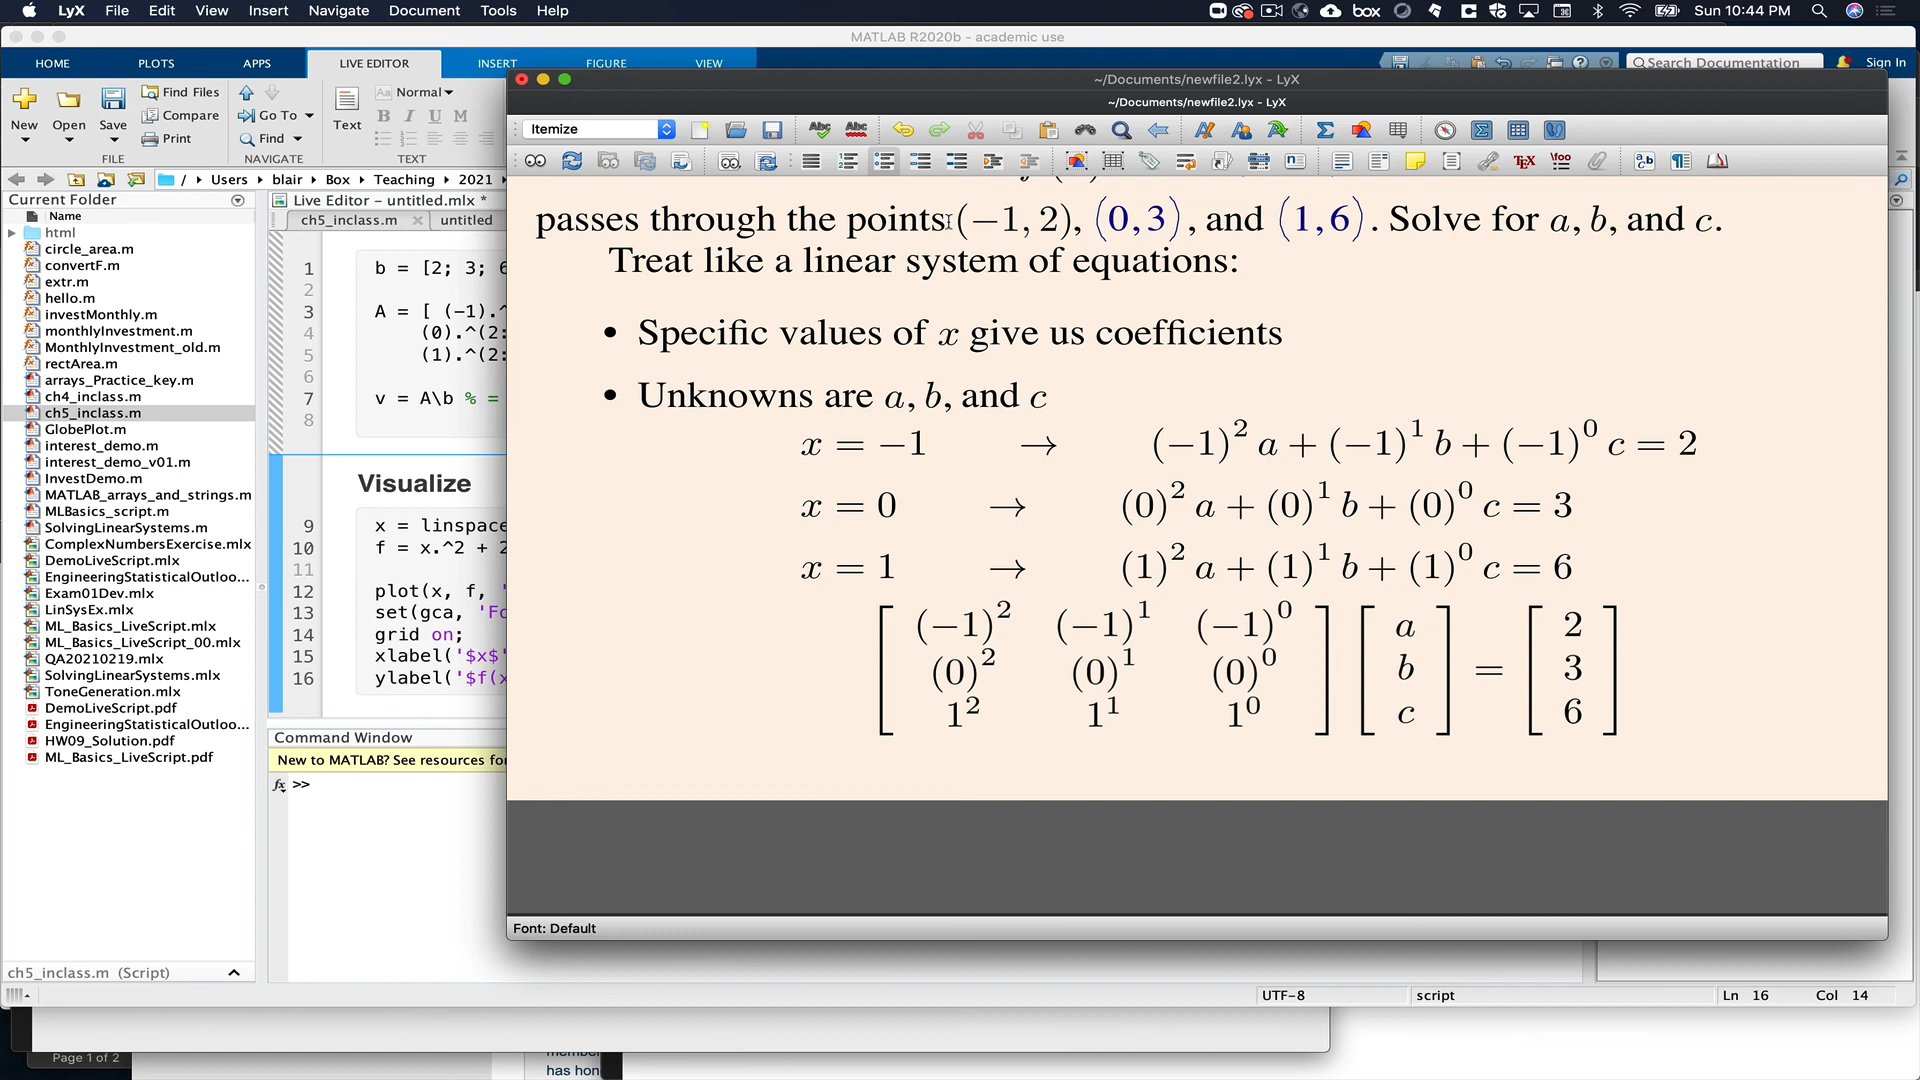 LyX File Edit View Insert Navigate Document Tools Help
box Sun 10:44 PM
MATLAB R2020b - academic use
HOME PLOTS APPS LIVE EDITOR INSERT FIGURE VIEW
Search Documentation Sign In
New Open Save Find Files Compare Print
Go To Find
Text Aa Normal
B I U M
FILE NAVIGATE TEXT
/ Users blair Box Teaching 2021
Current Folder
Name
html
circle_area.m
convertF.m
extr.m
hello.m
investMonthly.m
monthlyInvestment.m
MonthlyInvestment_old.m
rectArea.m
arrays_Practice_key.m
ch4_inclass.m
ch5_inclass.m
GlobePlot.m
interest_demo.m
interest_demo_v01.m
InvestDemo.m
MATLAB_arrays_and_strings.m
MLBasics_script.m
SolvingLinearSystems.m
ComplexNumbersExercise.mlx
DemoLiveScript.mlx
EngineeringStatisticalOutloo...
Exam01Dev.mlx
LinSysEx.mlx
ML_Basics_LiveScript.mlx
ML_Basics_LiveScript_00.mlx
QA20210219.mlx
SolvingLinearSystems.mlx
ToneGeneration.mlx
DemoLiveScript.pdf
EngineeringStatisticalOutloo...
HW09_Solution.pdf
ML_Basics_LiveScript.pdf
ch5_inclass.m (Script)
Live Editor - untitled.mlx *
ch5_inclass.m untitled
1 b = [2; 3; 6
2
3 A = [ (-1).^
4 (0).^(2:
5 (1).^(2:
6
7 v = A\b % =
8
Visualize
9 x = linspace
10 f = x.^2 + 2
11
12 plot(x, f, '
13 set(gca, 'Fo
14 grid on;
15 xlabel('$x$'
16 ylabel('$f(x
Command Window
New to MATLAB? See resources for
fx >>
~/Documents/newfile2.lyx - LyX
~/Documents/newfile2.lyx - LyX
Itemize
passes through the points (−1, 2), (0,3), and (1,6). Solve for a, b, and c.
Treat like a linear system of equations:
• Specific values of x give us coefficients
• Unknowns are a, b, and c
x = −1 → (−1)² a + (−1)¹ b + (−1)⁰ c = 2
x = 0 → (0)² a + (0)¹ b + (0)⁰ c = 3
x = 1 → (1)² a + (1)¹ b + (1)⁰ c = 6
[ (−1)² (−1)¹ (−1)⁰ ] [ a ] [ 2 ]
[ (0)² (0)¹ (0)⁰ ] [ b ] = [ 3 ]
[ 1² 1¹ 1⁰ ] [ c ] [ 6 ]
Font: Default
UTF-8 script Ln 16 Col 14
Page 1 of 2
has hon